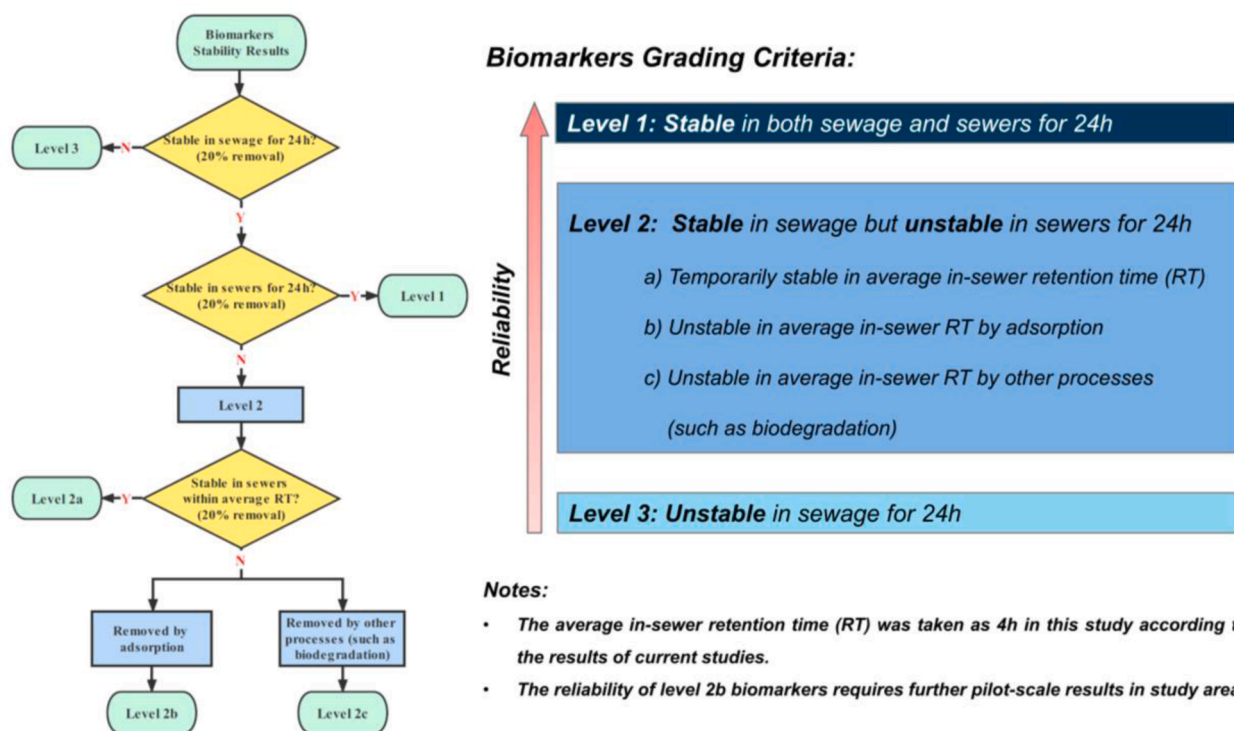 Biomarkers
Stability Results
Stable in sewage for 24h?
(20% removal)
N
Level 3
Y
Stable in sewers for 24h?
(20% removal)
Y
Level 1
N
Level 2
Stable in sewers
within average RT?
(20% removal)
Y
Level 2a
N
Removed by
adsorption
Removed by other
processes (such as
biodegradation)
Level 2b
Level 2c
Biomarkers Grading Criteria:
Reliability
Level 1: Stable in both sewage and sewers for 24h
Level 2: Stable in sewage but unstable in sewers for 24h
a) Temporarily stable in average in-sewer retention time (RT)
b) Unstable in average in-sewer RT by adsorption
c) Unstable in average in-sewer RT by other processes
(such as biodegradation)
Level 3: Unstable in sewage for 24h
Notes:
• The average in-sewer retention time (RT) was taken as 4h in this study according t
the results of current studies.
• The reliability of level 2b biomarkers requires further pilot-scale results in study area